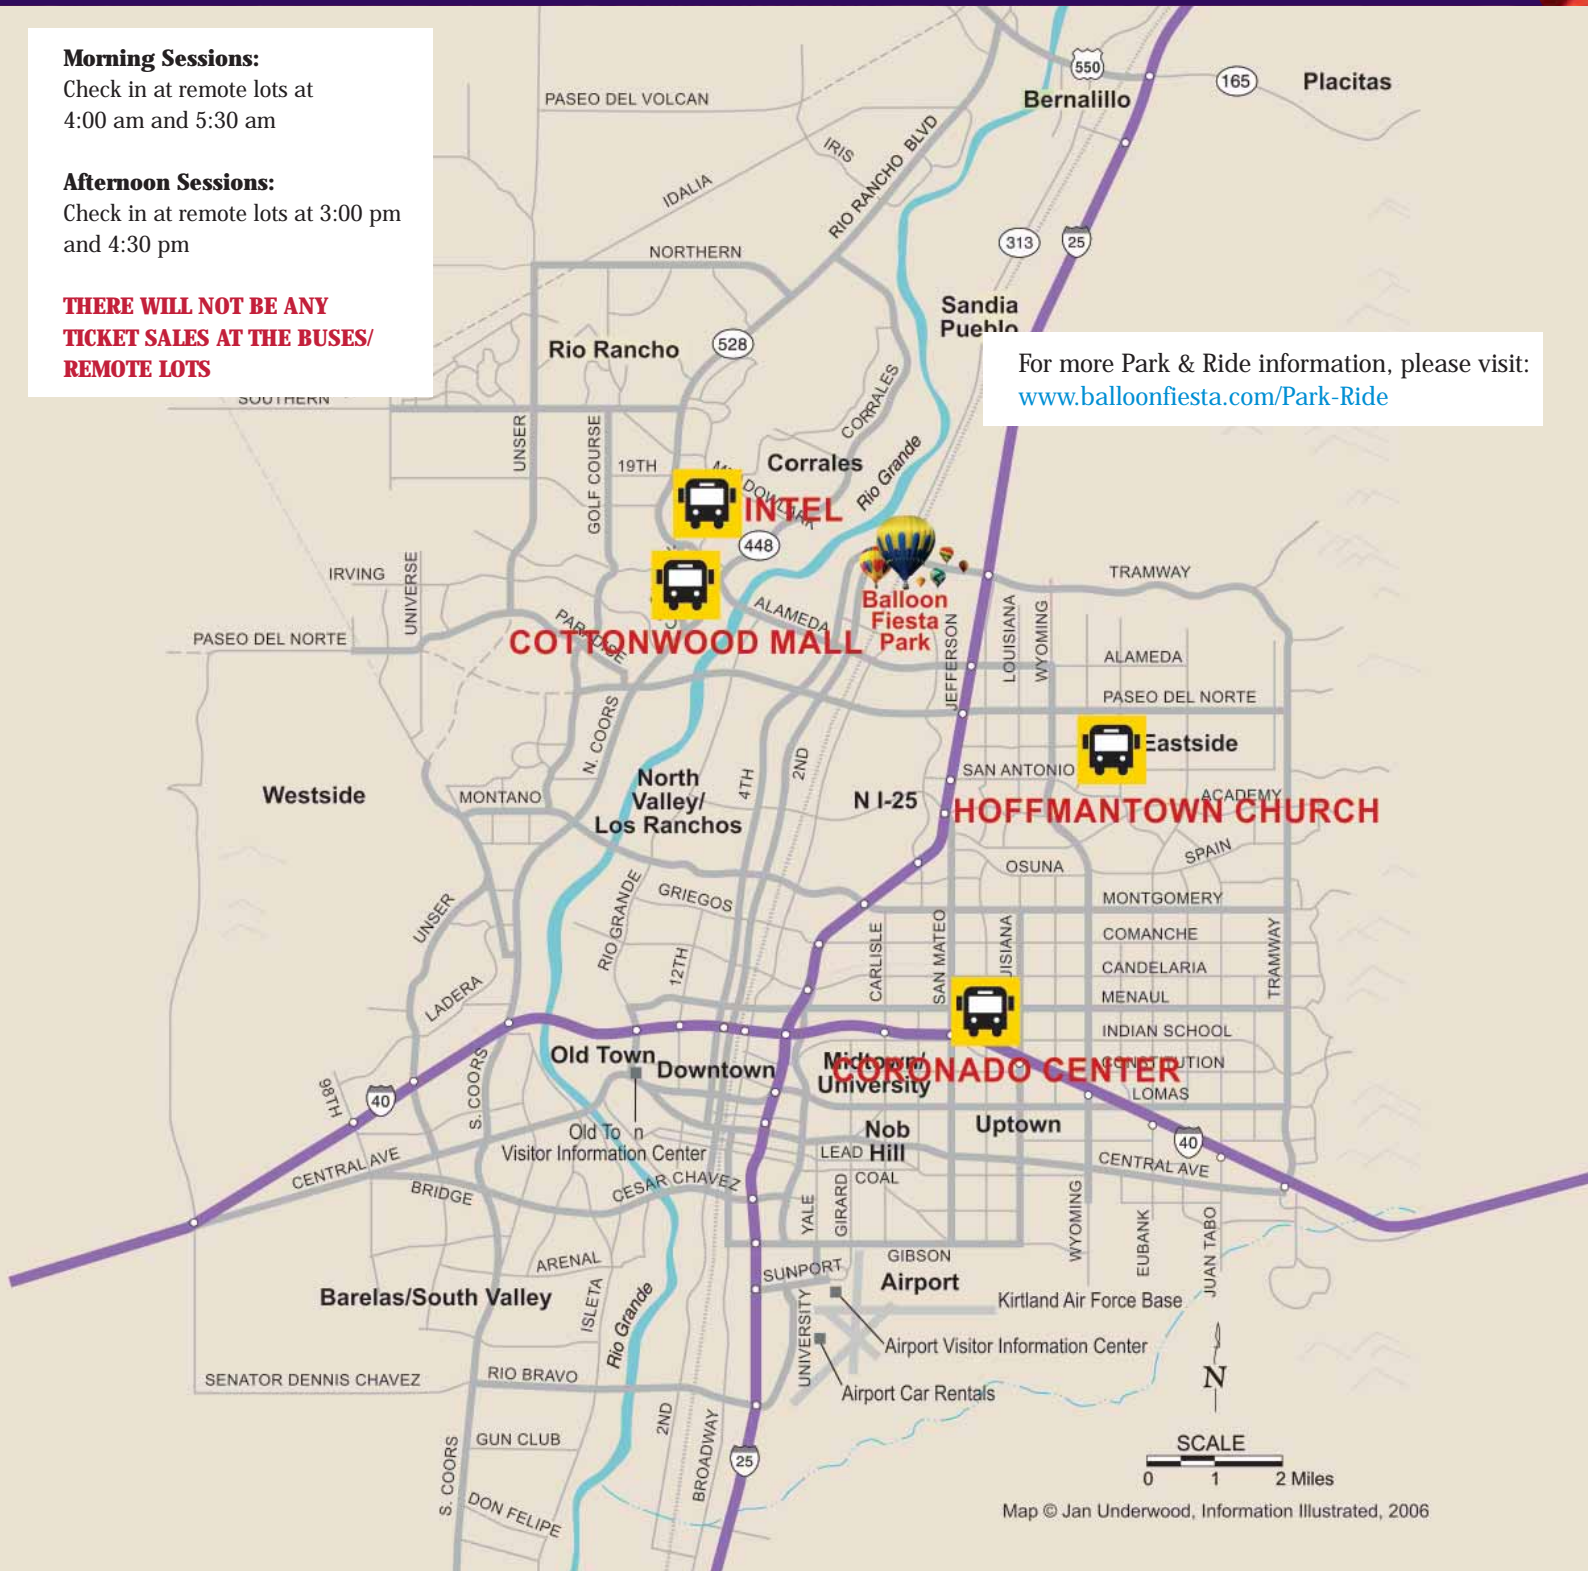 Morning Sessions:
Check in at remote lots at
4:00 am and 5:30 am
Afternoon Sessions:
Check in at remote lots at 3:00 pm
and 4:30 pm
THERE WILL NOT BE ANY
TICKET SALES AT THE BUSES/
REMOTE LOTS
For more Park & Ride information, please visit:
www.balloonfiesta.com/Park-Ride
550
Bernalillo
165
Placitas
PASEO DEL VOLCAN
IRIS
RIO RANCHO BLVD
IDALIA
NORTHERN
313
25
Sandia
Pueblo
Rio Rancho
528
SOUTHERN
UNSER
GOLF COURSE
19TH
CORRALES
Corrales
Rio Grande
MEADOWLARK
INTEL
448
IRVING
UNIVERSE
PASEO DEL NORTE
PARADISE
COTTONWOOD MALL
ALAMEDA
Balloon
Fiesta
Park
JEFFERSON
LOUISIANA
WYOMING
TRAMWAY
ALAMEDA
PASEO DEL NORTE
Eastside
SAN ANTONIO
ACADEMY
HOFFMANTOWN CHURCH
N. COORS
Westside
MONTANO
North
Valley/
Los Ranchos
4TH
2ND
N I-25
OSUNA
SPAIN
UNSER
RIO GRANDE
GRIEGOS
12TH
CARLISLE
SAN MATEO
UISIANA
MONTGOMERY
COMANCHE
CANDELARIA
MENAUL
TRAMWAY
INDIAN SCHOOL
CONSTITUTION
LOMAS
LADERA
98TH
40
S. COORS
Old Town
Downtown
Midtown/
University
CORONADO CENTER
Old To n
Visitor Information Center
Nob
Hill
LEAD
COAL
Uptown
40
CENTRAL AVE
CENTRAL AVE
BRIDGE
CESAR CHAVEZ
YALE
GIRARD
WYOMING
EUBANK
JUAN TABO
GIBSON
SUNPORT
Airport
ARENAL
ISLETA
Rio Grande
Barelas/South Valley
UNIVERSITY
Kirtland Air Force Base
Airport Visitor Information Center
Airport Car Rentals
SENATOR DENNIS CHAVEZ
RIO BRAVO
2ND
BROADWAY
GUN CLUB
S. COORS
DON FELIPE
25
N
SCALE
0 1 2 Miles
Map © Jan Underwood, Information Illustrated, 2006